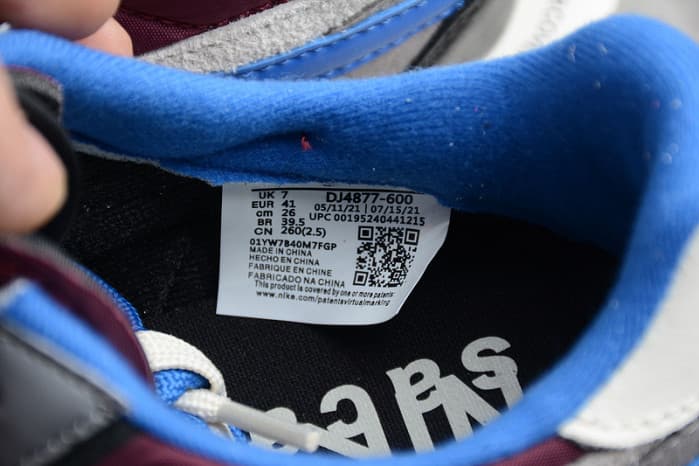 UK 7
EUR 41
cm 26
BR 39.5
CN 260(2.5)
DJ4877-600
05/11/21 | 07/15/21
UPC 00195240441215
01YW7B40M7FGP
MADE IN CHINA
HECHO EN CHINA
FABRIQUE EN CHINE
FABRICADO NA CHINA
This product is covered by one or more patents:
www.nike.com/patentsvirtualmarking
saca